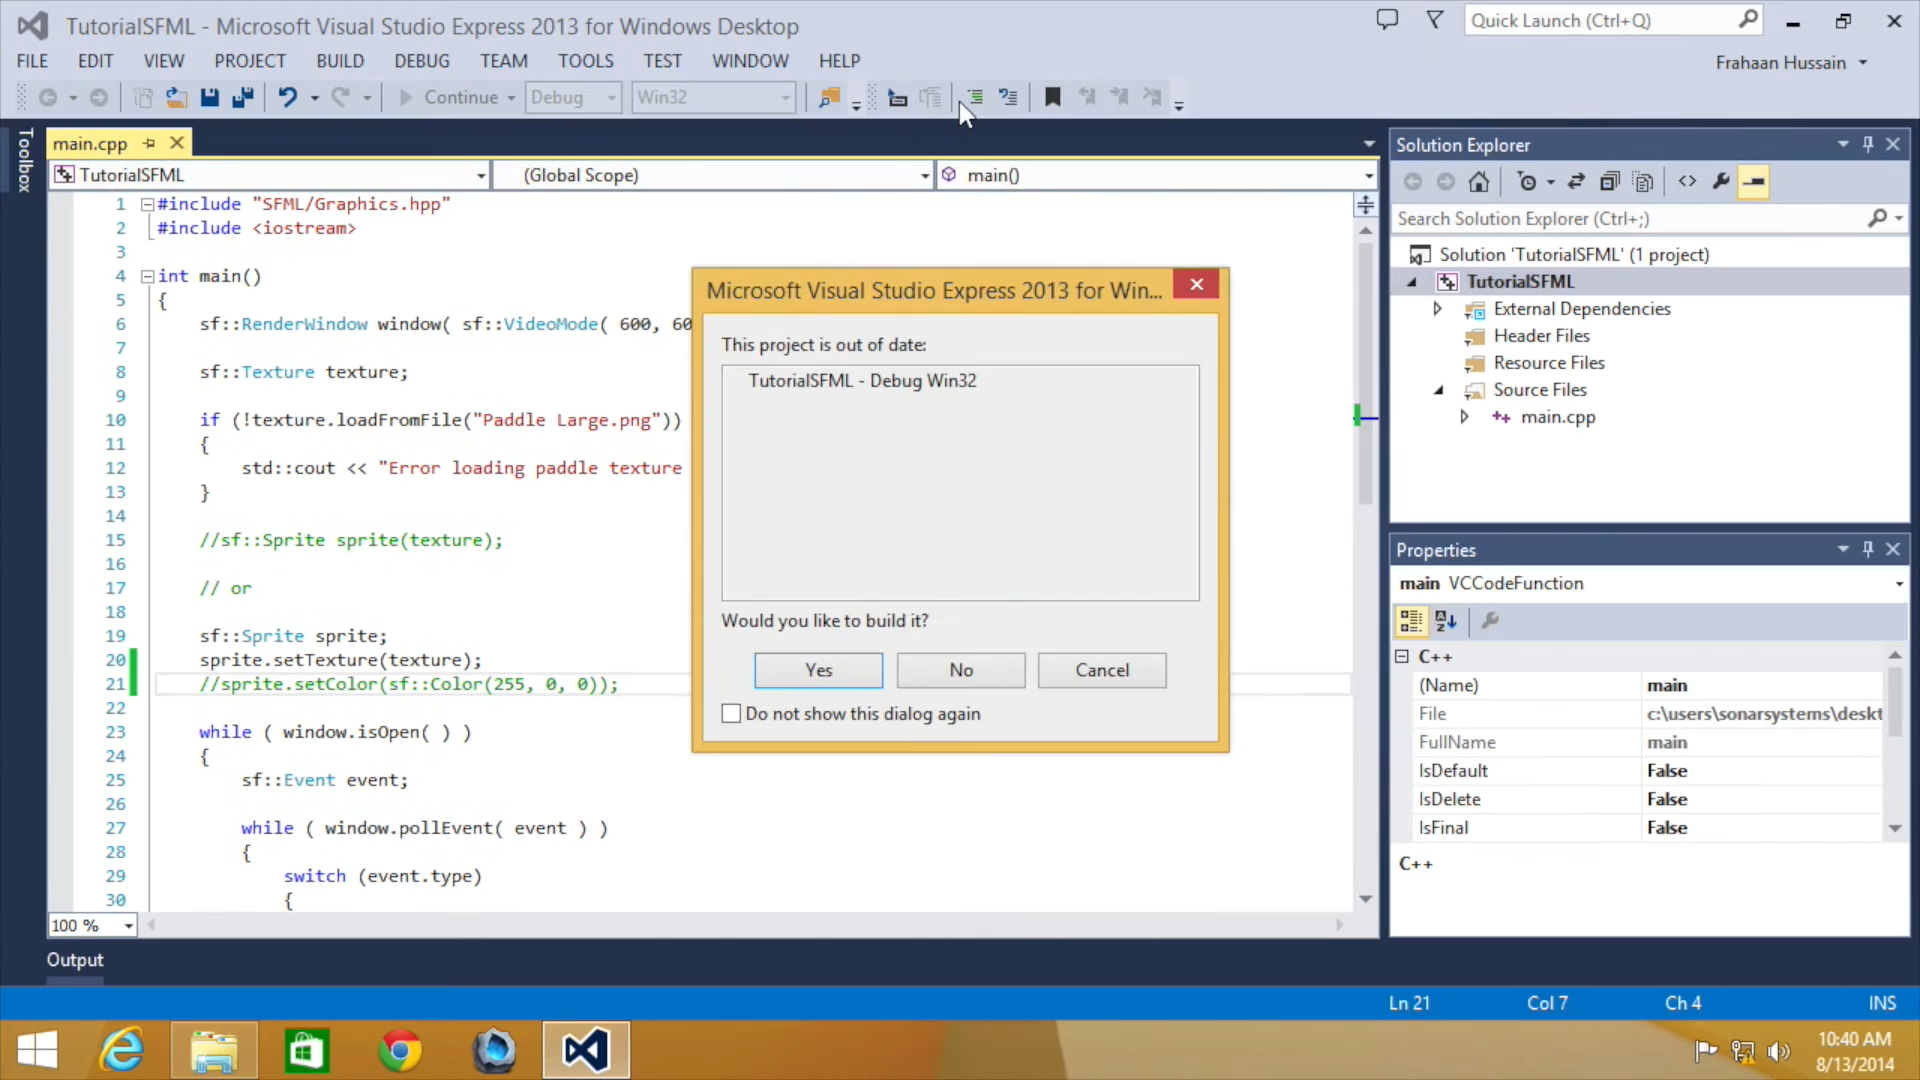 TutorialSFML - Microsoft Visual Studio Express 2013 for Windows Desktop
Quick Launch (Ctrl+Q)
FILE EDIT VIEW PROJECT BUILD DEBUG TEAM TOOLS TEST WINDOW HELP
Frahaan Hussain
Continue Debug Win32
Toolbox
main.cpp
TutorialSFML (Global Scope) main()
1 #include "SFML/Graphics.hpp"
2 #include <iostream>
3
4 int main()
5 {
6 sf::RenderWindow window( sf::VideoMode( 600, 60
7
8 sf::Texture texture;
9
10 if (!texture.loadFromFile("Paddle Large.png"))
11 {
12 std::cout << "Error loading paddle texture
13 }
14
15 //sf::Sprite sprite(texture);
16
17 // or
18
19 sf::Sprite sprite;
20 sprite.setTexture(texture);
21 //sprite.setColor(sf::Color(255, 0, 0));
22
23 while ( window.isOpen( ) )
24 {
25 sf::Event event;
26
27 while ( window.pollEvent( event ) )
28 {
29 switch (event.type)
30 {
100 %
Microsoft Visual Studio Express 2013 for Win...
This project is out of date:
TutorialSFML - Debug Win32
Would you like to build it?
Yes No Cancel
Do not show this dialog again
Solution Explorer
Search Solution Explorer (Ctrl+;)
Solution 'TutorialSFML' (1 project)
TutorialSFML
External Dependencies
Header Files
Resource Files
Source Files
main.cpp
Properties
main VCCodeFunction
C++
(Name) main
File c:\users\sonarsystems\deskt
FullName main
IsDefault False
IsDelete False
IsFinal False
C++
Output
Ln 21 Col 7 Ch 4 INS
10:40 AM
8/13/2014